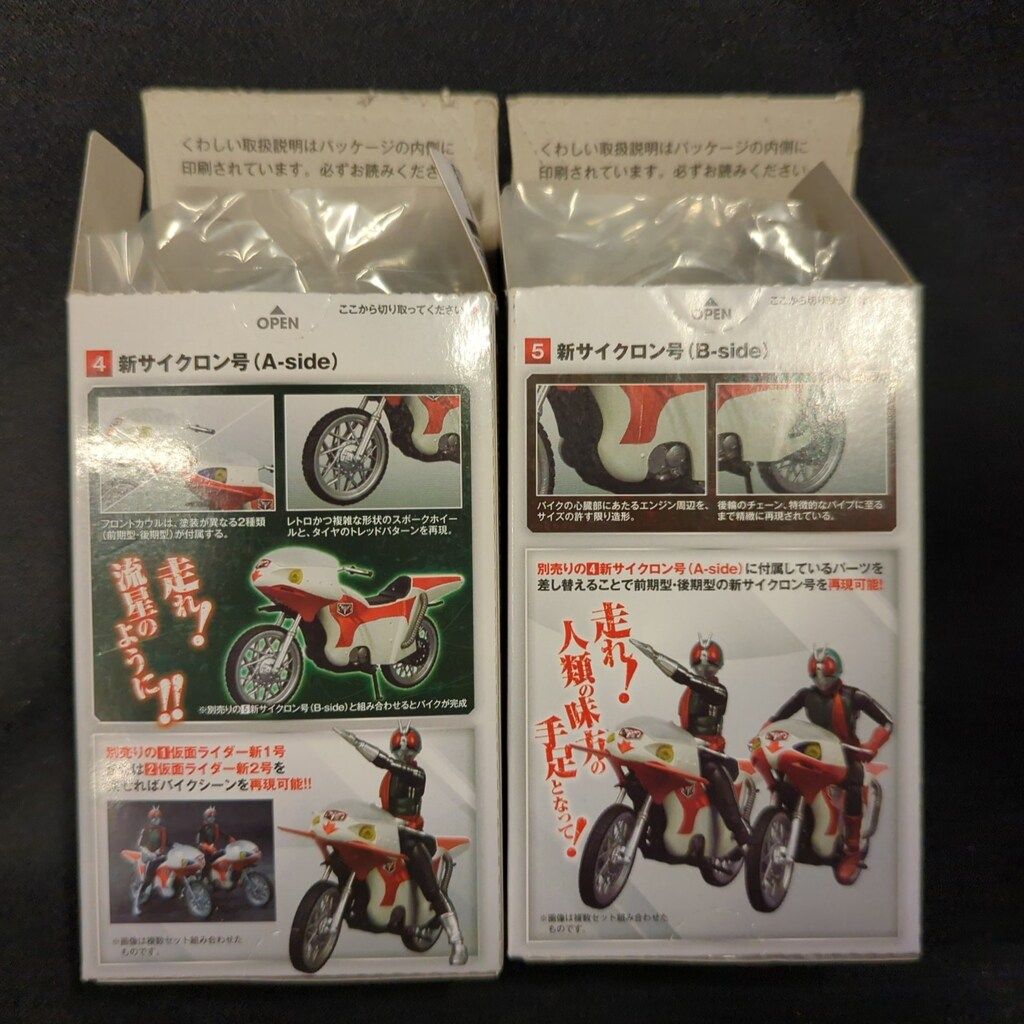 くわしい取扱説明はパッケージの内側に
印刷されています。必ずお読みくださ
ここから切り取ってください
OPEN
4 新サイクロン号(A-side)
フロントカウルは、塗装が異なる2種類
(前期型・後期型)が付属する。
レトロかつ複雑な形状のスポークホイー
ルと、タイヤのトレッドパターンを再現。
走れ!
流星の
ように!!
※別売りの5新サイクロン号(B-side)と組み合わせるとバイクが完成
別売りの1仮面ライダー新1号
は2仮面ライダー新2号を
ればバイクシーンを再現可能!!
※画像は複数セット組み合わせた
ものです。
くわしい取扱説明はパッケージの内側に
印刷されています。必ずお読みください
ここから切り取って
OPEN
5 新サイクロン号(B-side)
バイクの心臓部にあたるエンジン周辺を、
サイズの許す限り造形。
後輪のチェーン、特徴的なパイプに至る
まで精緻に再現されている。
別売りの4新サイクロン号(A-side)に付属しているパーツを
差し替えることで前期型・後期型の新サイクロン号を再現可能!
走れ!
人類の味方の
手足となって!
※画像は複数セット組み合わせた
ものです。